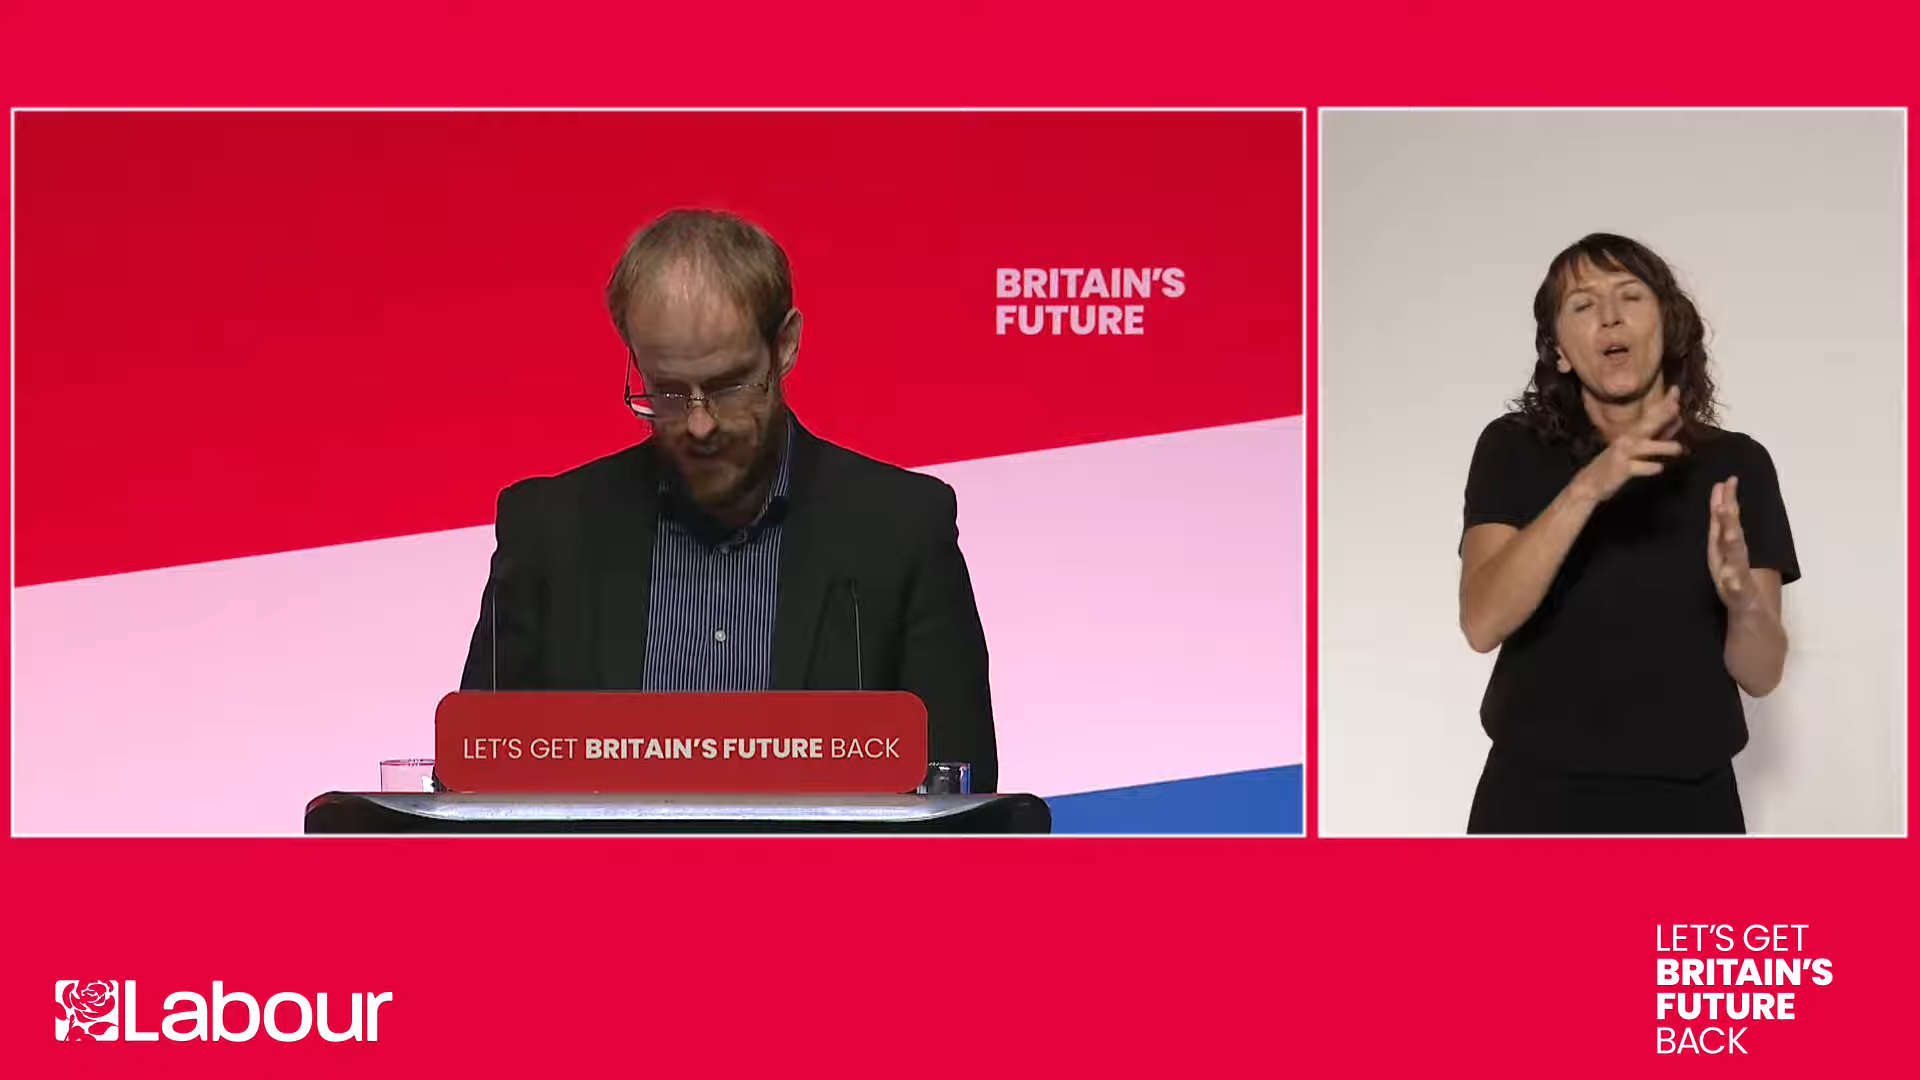 BRITAIN'S
FUTURE
LET'S GET BRITAIN'S FUTURE BACK
Labour
LET'S GET
BRITAIN'S
FUTURE
BACK